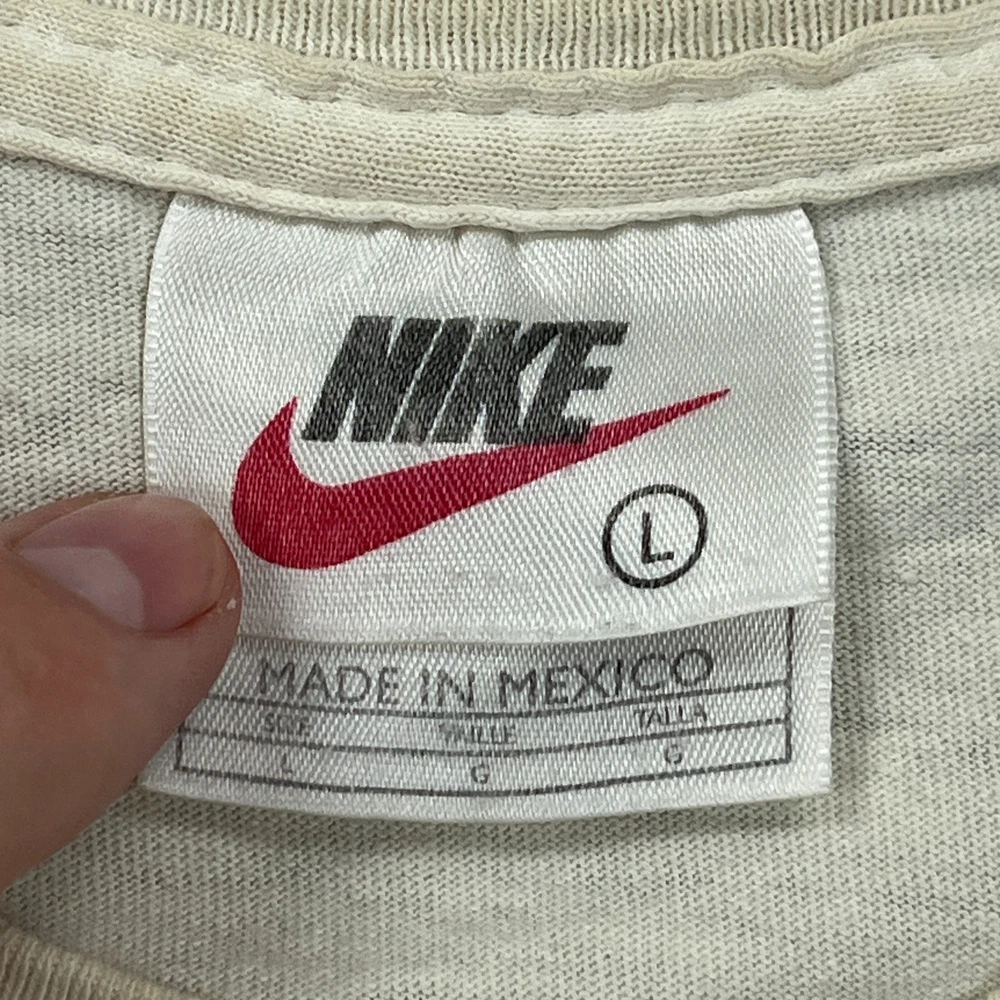 NIKE
L
MADE IN MEXICO
SIZE TAILLE TALLA
L G G